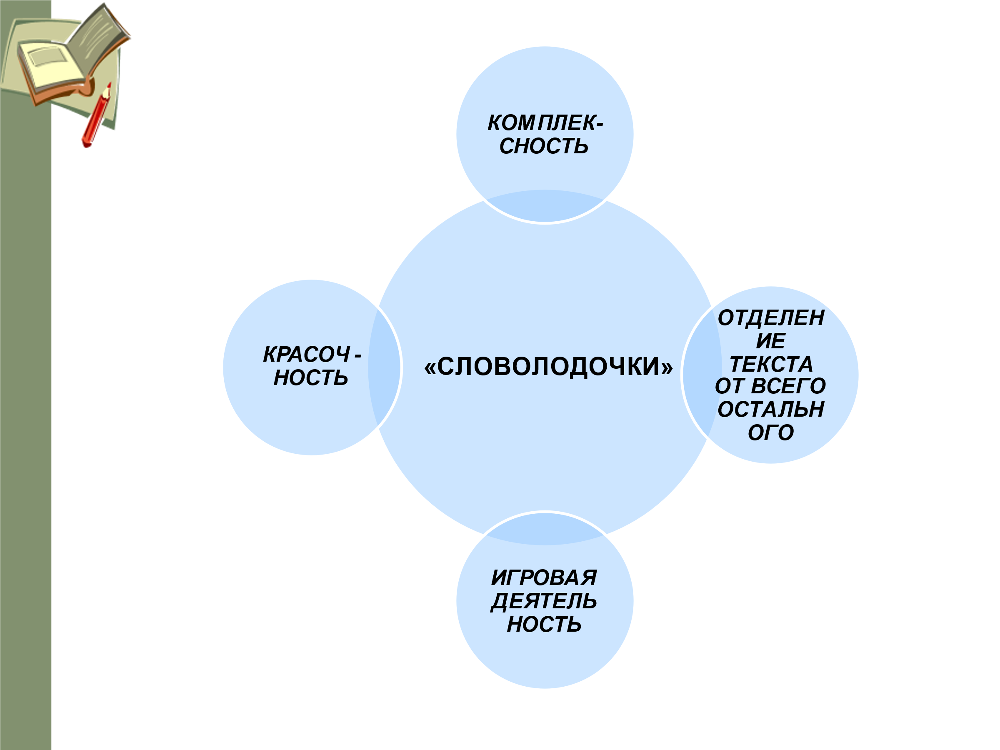 КОМПЛЕК-
СНОСТЬ
КРАСОЧ -
НОСТЬ
«СЛОВОЛОДОЧКИ»
ОТДЕЛЕН
ИЕ
ТЕКСТА
ОТ ВСЕГО
ОСТАЛЬН
ОГО
ИГРОВАЯ
ДЕЯТЕЛЬ
НОСТЬ